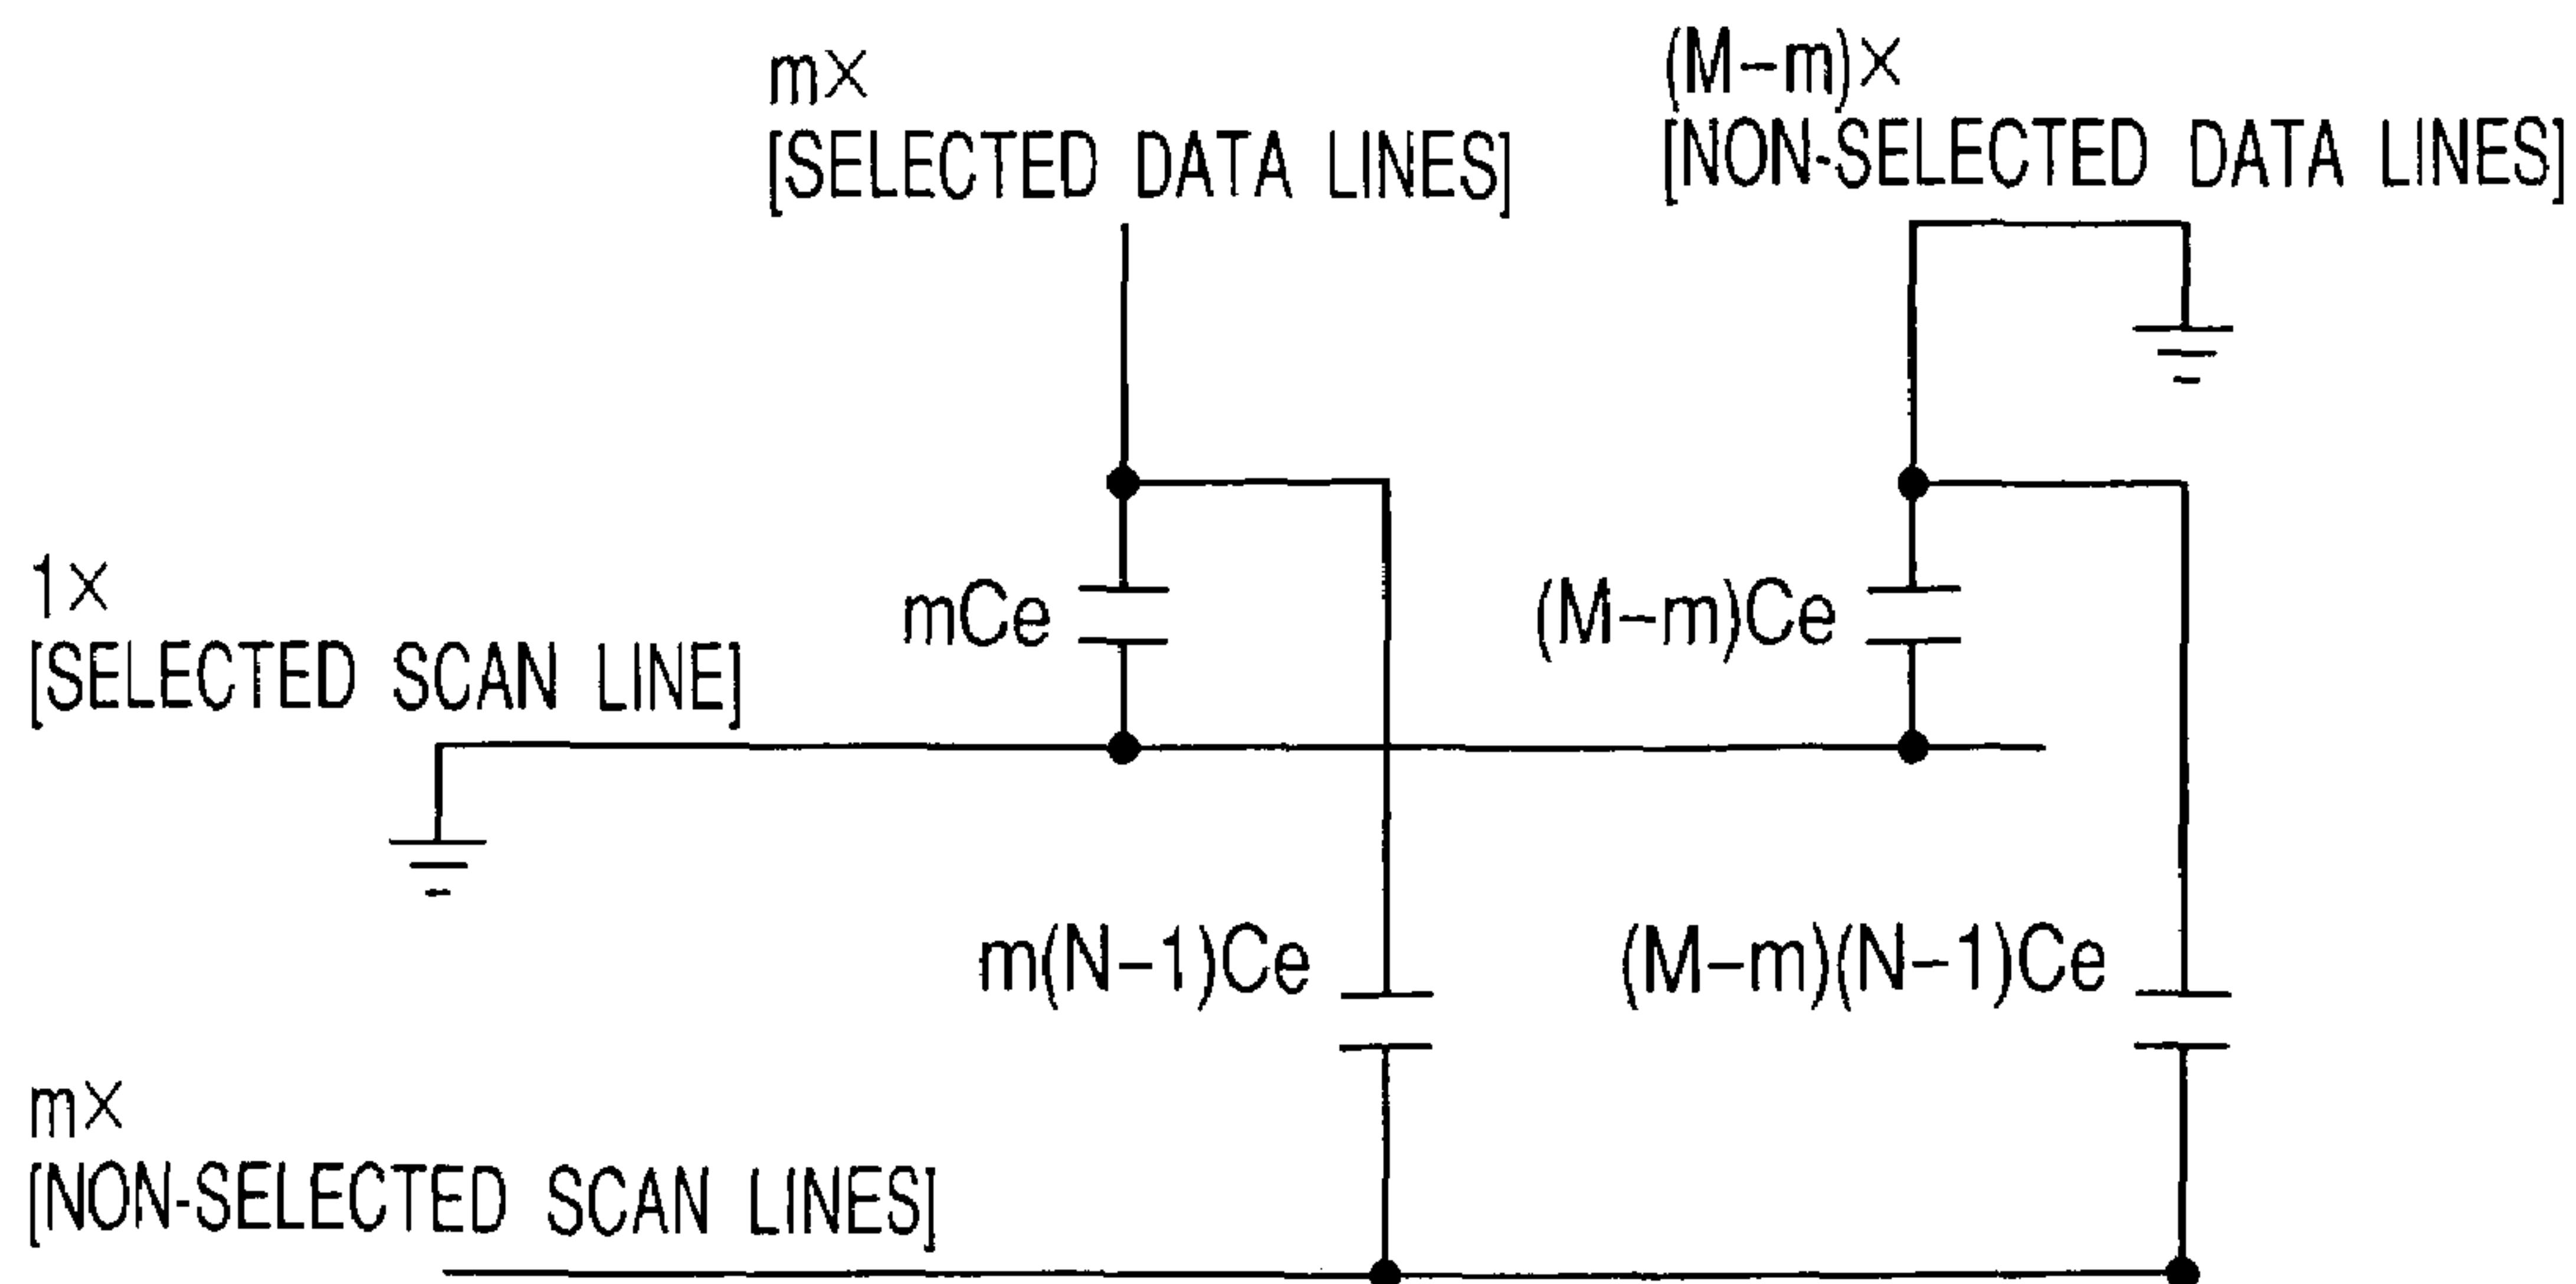 m×
[SELECTED DATA LINES]
(M−m)×
[NON-SELECTED DATA LINES]
1×
[SELECTED SCAN LINE]
mCe
(M−m)Ce
m(N−1)Ce
(M−m)(N−1)Ce
m×
[NON-SELECTED SCAN LINES]